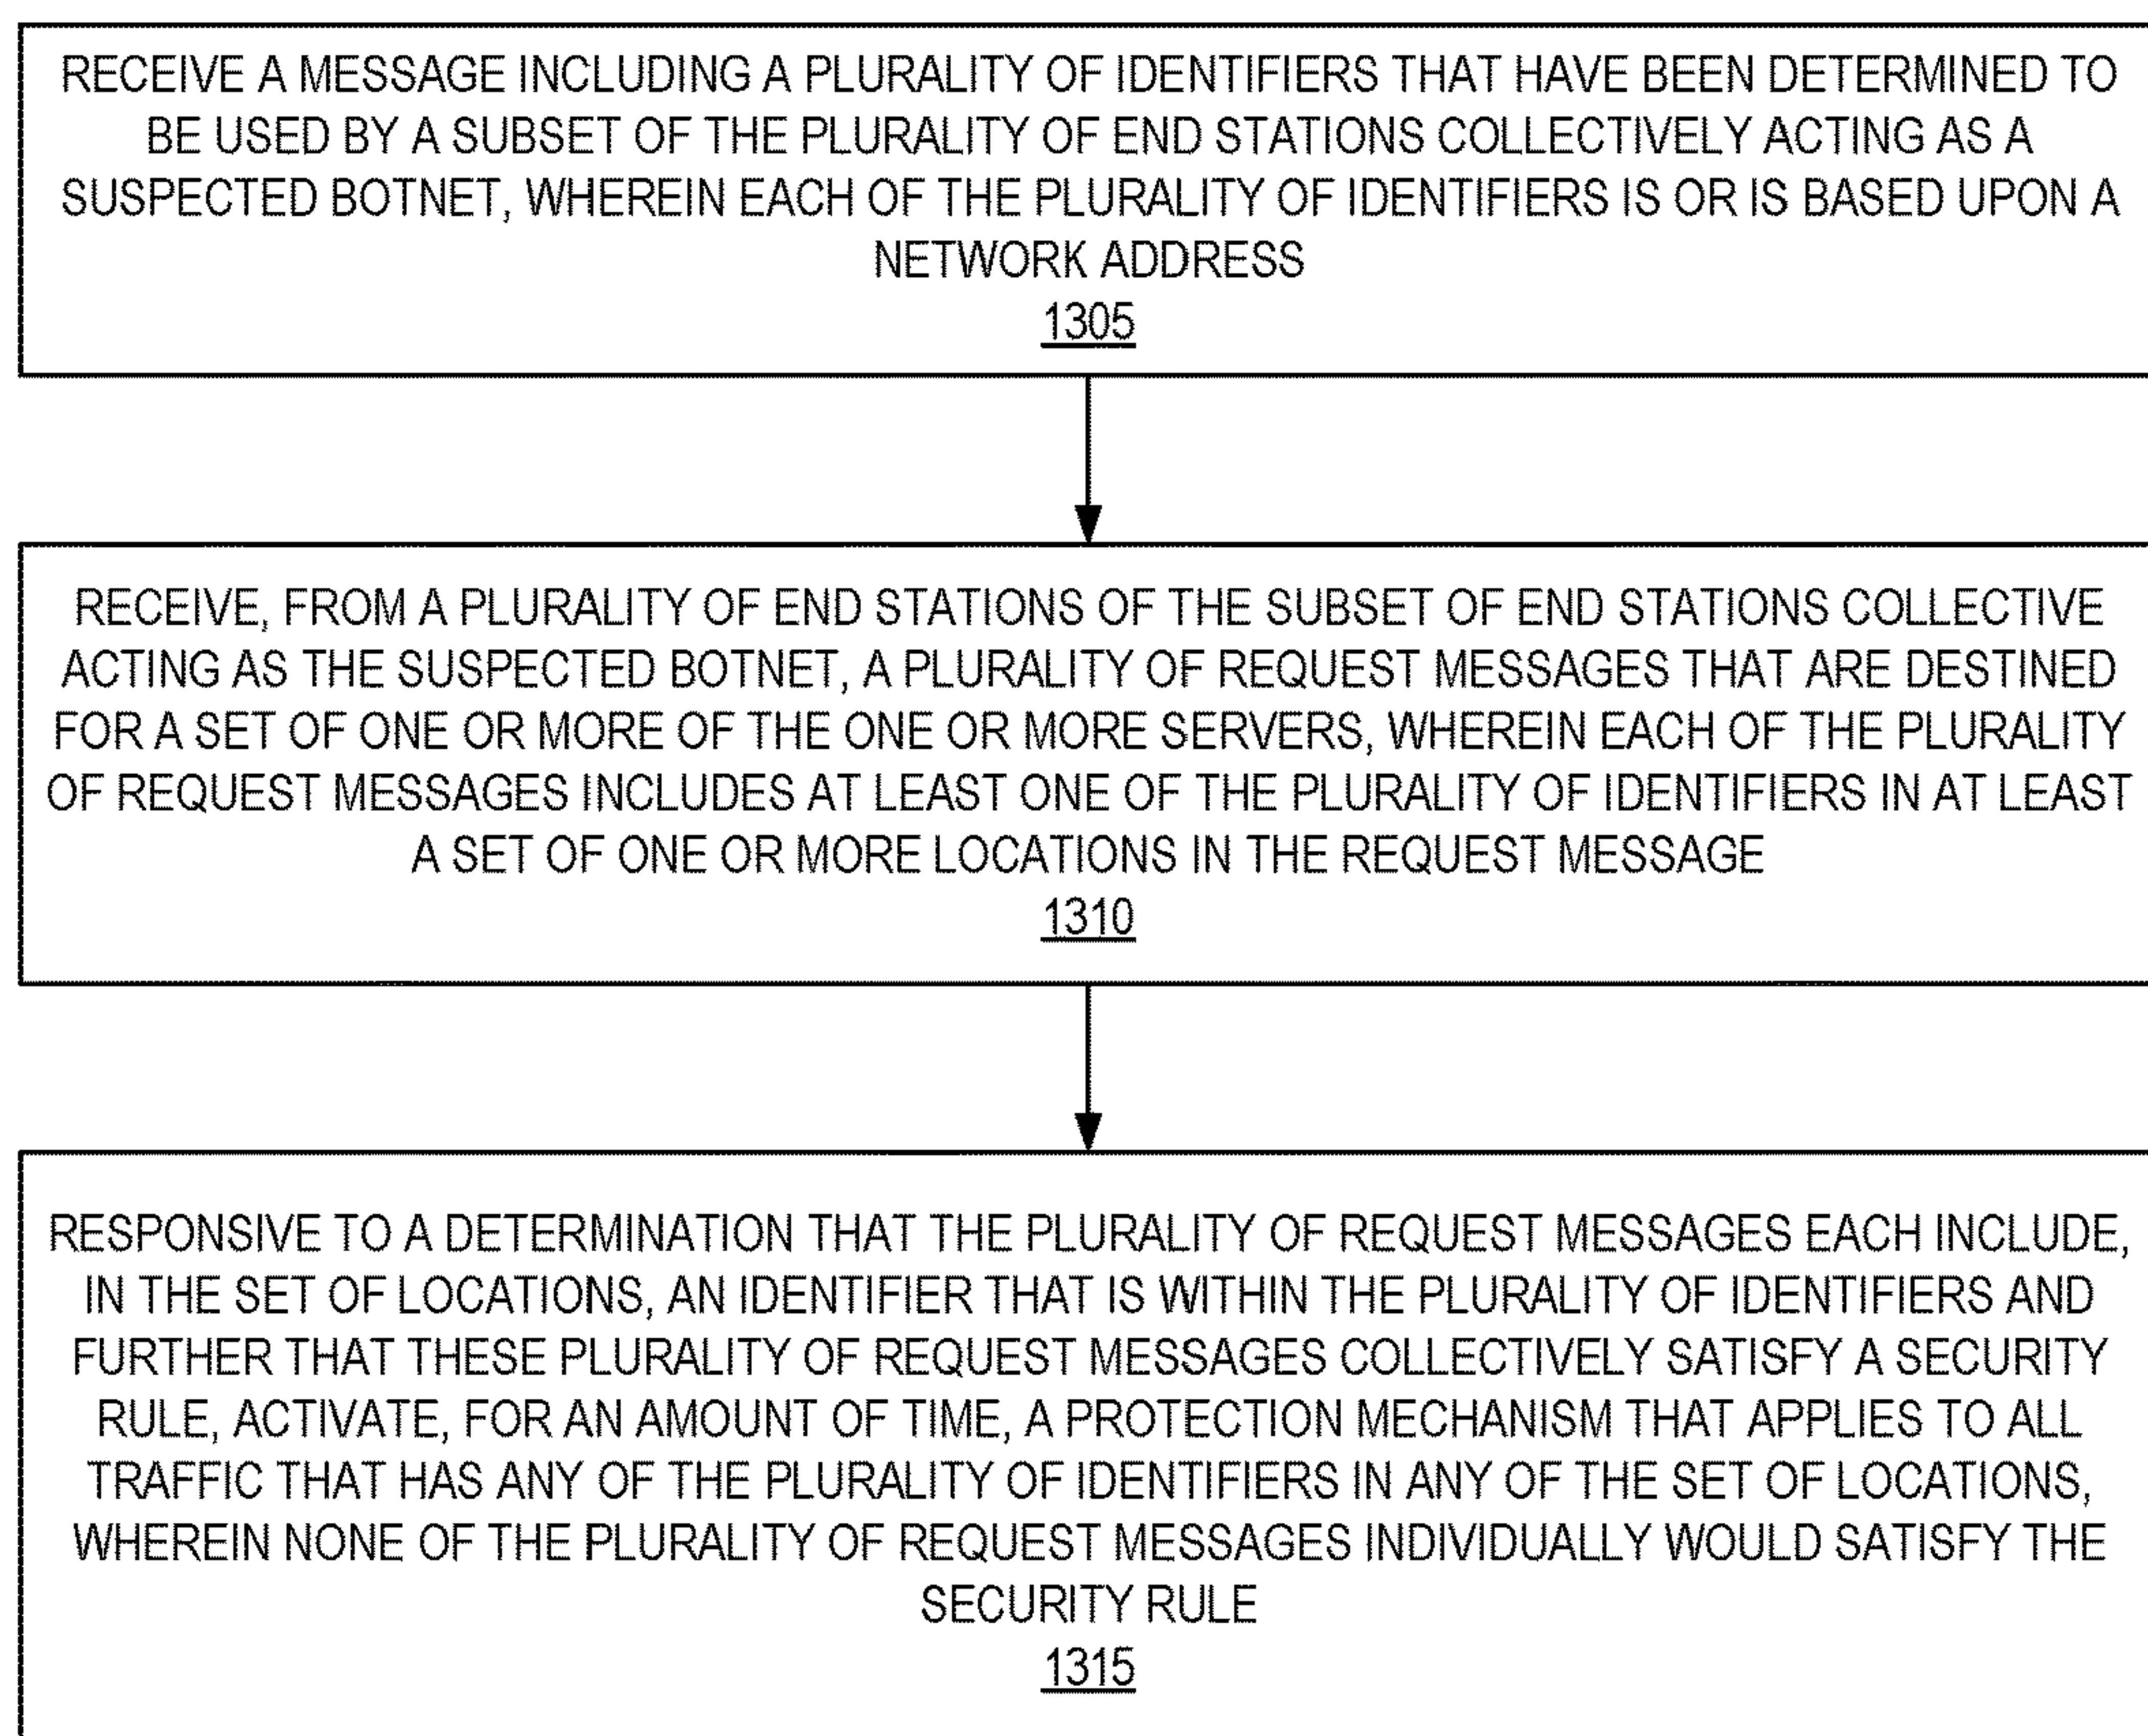 RECEIVE A MESSAGE INCLUDING A PLURALITY OF IDENTIFIERS THAT HAVE BEEN DETERMINED TO
BE USED BY A SUBSET OF THE PLURALITY OF END STATIONS COLLECTIVELY ACTING AS A
SUSPECTED BOTNET, WHEREIN EACH OF THE PLURALITY OF IDENTIFIERS IS OR IS BASED UPON A
NETWORK ADDRESS
1305
RECEIVE, FROM A PLURALITY OF END STATIONS OF THE SUBSET OF END STATIONS COLLECTIVE
ACTING AS THE SUSPECTED BOTNET, A PLURALITY OF REQUEST MESSAGES THAT ARE DESTINED
FOR A SET OF ONE OR MORE OF THE ONE OR MORE SERVERS, WHEREIN EACH OF THE PLURALITY
OF REQUEST MESSAGES INCLUDES AT LEAST ONE OF THE PLURALITY OF IDENTIFIERS IN AT LEAST
A SET OF ONE OR MORE LOCATIONS IN THE REQUEST MESSAGE
1310
RESPONSIVE TO A DETERMINATION THAT THE PLURALITY OF REQUEST MESSAGES EACH INCLUDE,
IN THE SET OF LOCATIONS, AN IDENTIFIER THAT IS WITHIN THE PLURALITY OF IDENTIFIERS AND
FURTHER THAT THESE PLURALITY OF REQUEST MESSAGES COLLECTIVELY SATISFY A SECURITY
RULE, ACTIVATE, FOR AN AMOUNT OF TIME, A PROTECTION MECHANISM THAT APPLIES TO ALL
TRAFFIC THAT HAS ANY OF THE PLURALITY OF IDENTIFIERS IN ANY OF THE SET OF LOCATIONS,
WHEREIN NONE OF THE PLURALITY OF REQUEST MESSAGES INDIVIDUALLY WOULD SATISFY THE
SECURITY RULE
1315